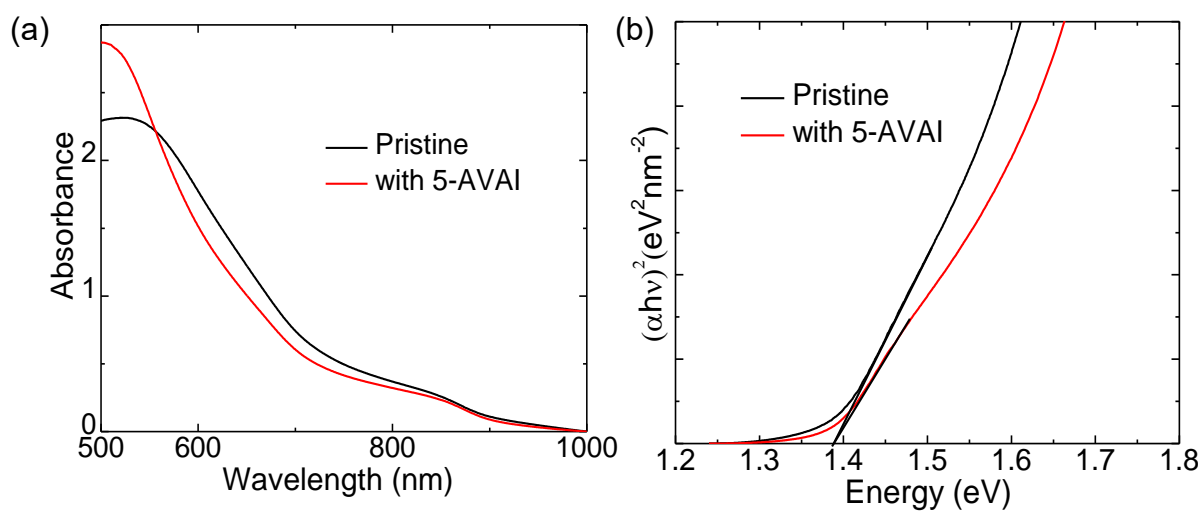 (a)
Absorbance
2
1
0
Pristine
with 5-AVAI
500 600 700 800 900 1000
Wavelength (nm)
(b)
(αhν)²(eV²nm⁻²)
Pristine
with 5-AVAI
1.2 1.3 1.4 1.5 1.6 1.7 1.8
Energy (eV)